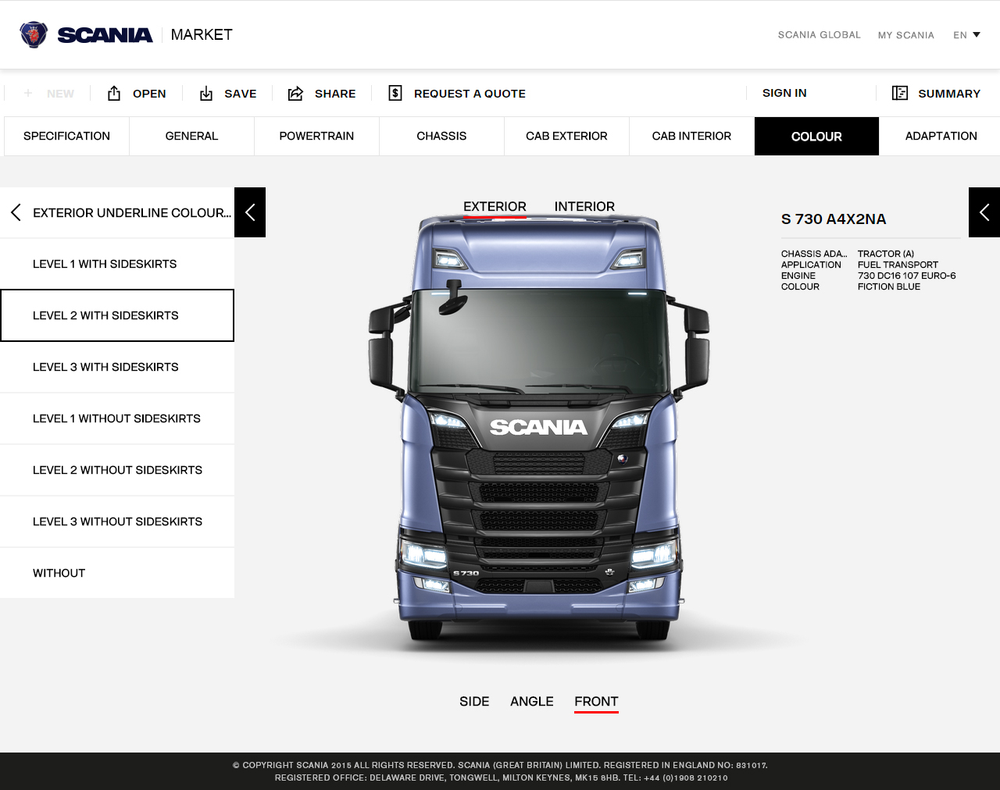 SCANIA MARKET
SCANIA GLOBAL MY SCANIA EN
+ NEW OPEN SAVE SHARE REQUEST A QUOTE SIGN IN SUMMARY
SPECIFICATION GENERAL POWERTRAIN CHASSIS CAB EXTERIOR CAB INTERIOR COLOUR ADAPTATION
EXTERIOR UNDERLINE COLOUR...
LEVEL 1 WITH SIDESKIRTS
LEVEL 2 WITH SIDESKIRTS
LEVEL 3 WITH SIDESKIRTS
LEVEL 1 WITHOUT SIDESKIRTS
LEVEL 2 WITHOUT SIDESKIRTS
LEVEL 3 WITHOUT SIDESKIRTS
WITHOUT
EXTERIOR INTERIOR
SCANIA
S 730
SIDE ANGLE FRONT
S 730 A4X2NA
CHASSIS ADA... TRACTOR (A)
APPLICATION FUEL TRANSPORT
ENGINE 730 DC16 107 EURO-6
COLOUR FICTION BLUE
© COPYRIGHT SCANIA 2015 ALL RIGHTS RESERVED. SCANIA (GREAT BRITAIN) LIMITED. REGISTERED IN ENGLAND NO: 831017.
REGISTERED OFFICE: DELAWARE DRIVE, TONGWELL, MILTON KEYNES, MK15 8HB. TEL: +44 (0)1908 210210